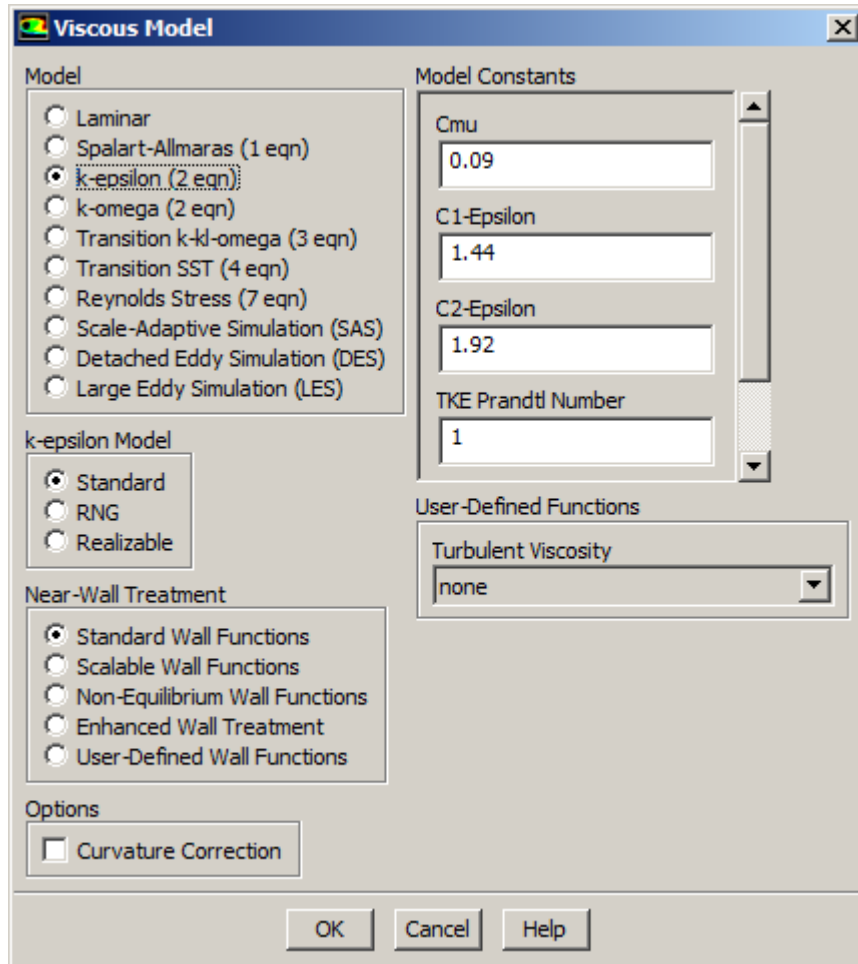 Viscous Model
Model
Laminar
Spalart-Allmaras (1 eqn)
k-epsilon (2 eqn)
k-omega (2 eqn)
Transition k-kl-omega (3 eqn)
Transition SST (4 eqn)
Reynolds Stress (7 eqn)
Scale-Adaptive Simulation (SAS)
Detached Eddy Simulation (DES)
Large Eddy Simulation (LES)
k-epsilon Model
Standard
RNG
Realizable
Near-Wall Treatment
Standard Wall Functions
Scalable Wall Functions
Non-Equilibrium Wall Functions
Enhanced Wall Treatment
User-Defined Wall Functions
Options
Curvature Correction
Model Constants
Cmu
0.09
C1-Epsilon
1.44
C2-Epsilon
1.92
TKE Prandtl Number
1
User-Defined Functions
Turbulent Viscosity
none
OK
Cancel
Help